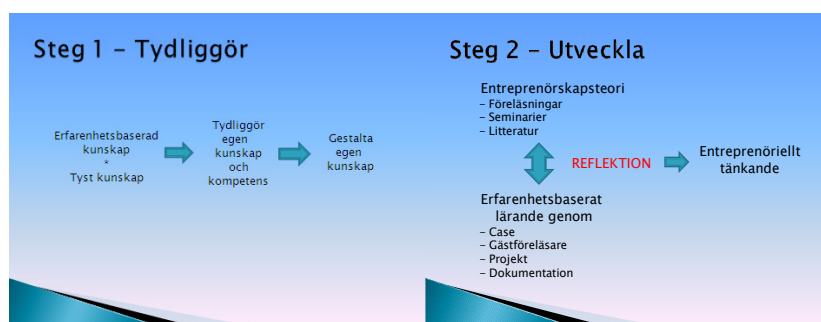 Steg 1 – Tydliggör
Erfarenhetsbaserad
kunskap
*
Tyst kunskap
Tydliggör
egen
kunskap
och
kompetens
Gestalta
egen
kunskap
Steg 2 – Utveckla
Entreprenörskapsteori
– Föreläsningar
– Seminarier
– Litteratur
REFLEKTION
Entreprenöriellt
tänkande
Erfarenhetsbaserat
lärande genom
– Case
– Gästföreläsare
– Projekt
– Dokumentation